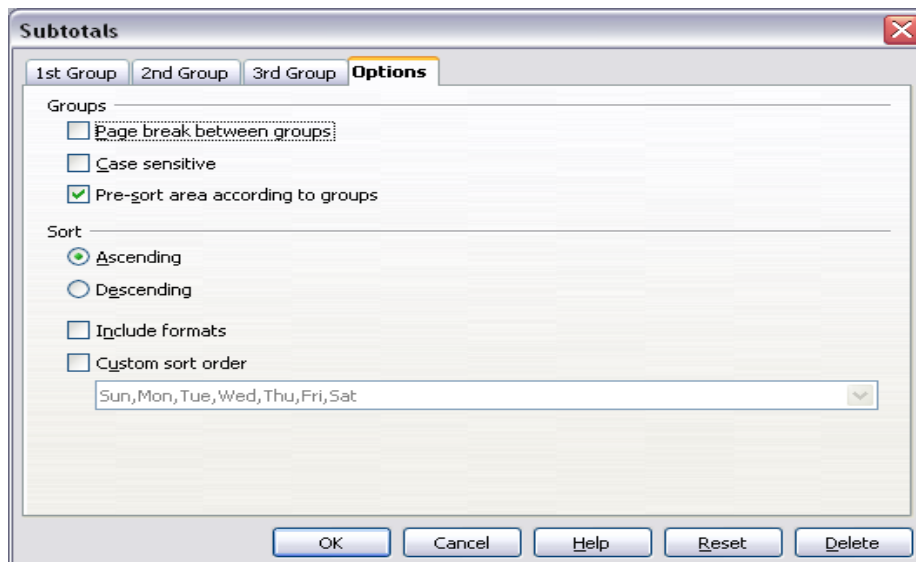 Subtotals
1st Group 2nd Group 3rd Group Options
Groups
Page break between groups
Case sensitive
Pre-sort area according to groups
Sort
Ascending
Descending
Include formats
Custom sort order
Sun,Mon,Tue,Wed,Thu,Fri,Sat
OK Cancel Help Reset Delete